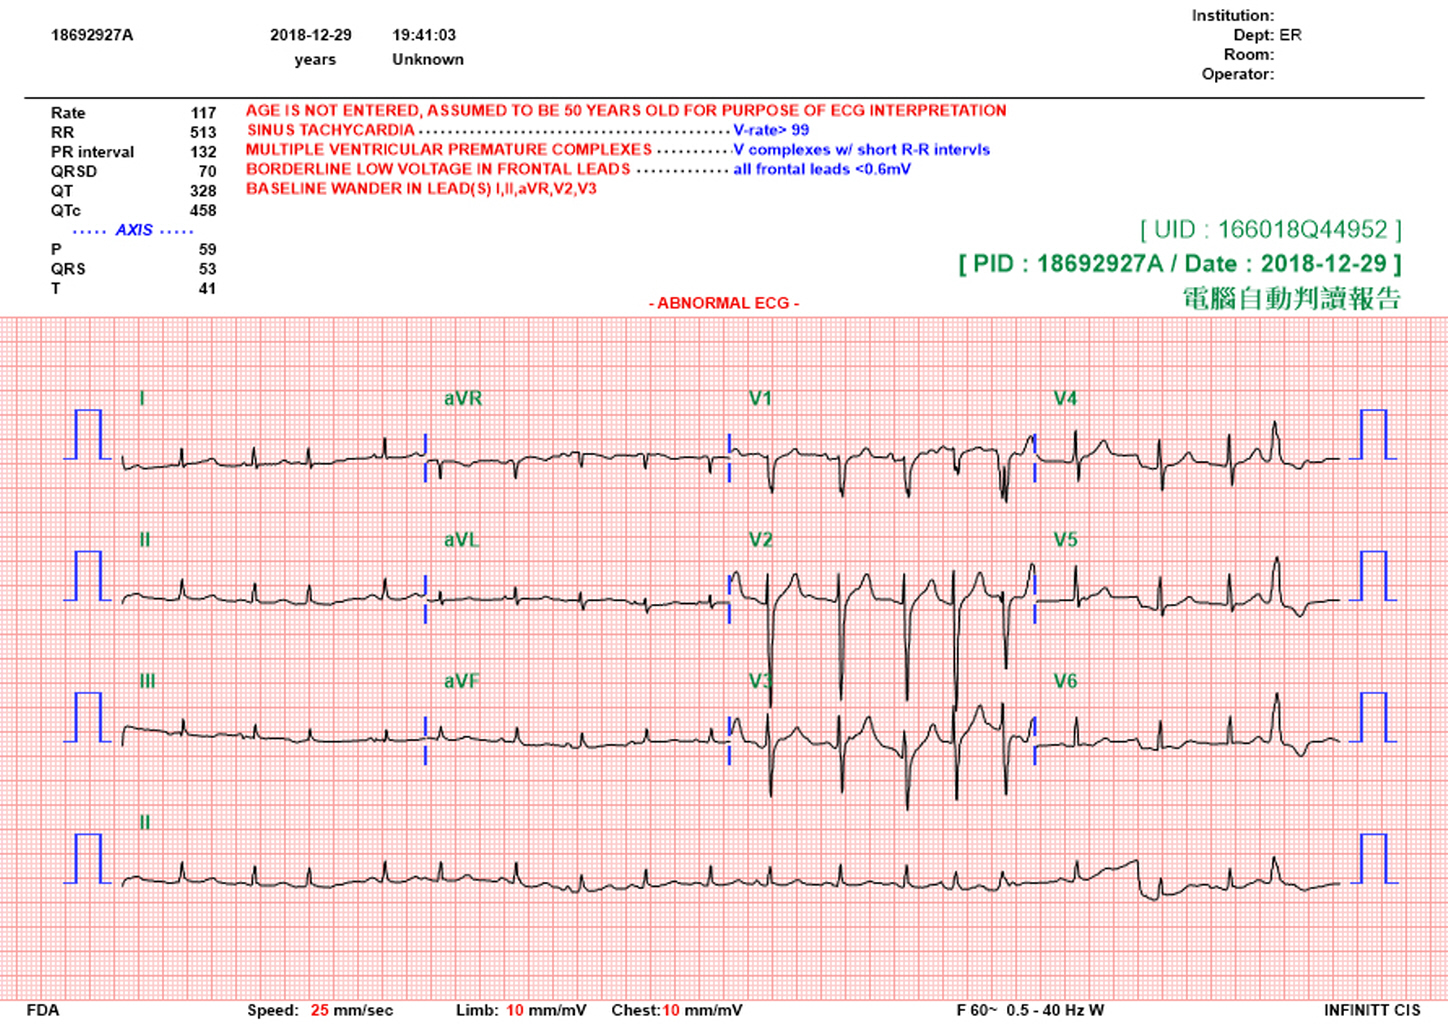 Institution:
18692927A 2018-12-29 19:41:03 Dept: ER
years Unknown Room:
Operator:
Rate 117 AGE IS NOT ENTERED, ASSUMED TO BE 50 YEARS OLD FOR PURPOSE OF ECG INTERPRETATION
RR 513 SINUS TACHYCARDIA ........................................... V-rate> 99
PR interval 132 MULTIPLE VENTRICULAR PREMATURE COMPLEXES .......... V complexes w/ short R-R intervls
QRSD 70 BORDERLINE LOW VOLTAGE IN FRONTAL LEADS ............. all frontal leads <0.6mV
QT 328 BASELINE WANDER IN LEAD(S) I,II,aVR,V2,V3
QTc 458
..... AXIS .....
P 59
QRS 53
T 41
[ UID : 166018Q44952 ]
[ PID : 18692927A / Date : 2018-12-29 ]
電腦自動判讀報告
- ABNORMAL ECG -
I aVR V1 V4
II aVL V2 V5
III aVF V3 V6
II
FDA Speed: 25 mm/sec Limb: 10 mm/mV Chest:10 mm/mV F 60~ 0.5 - 40 Hz W INFINITT CIS